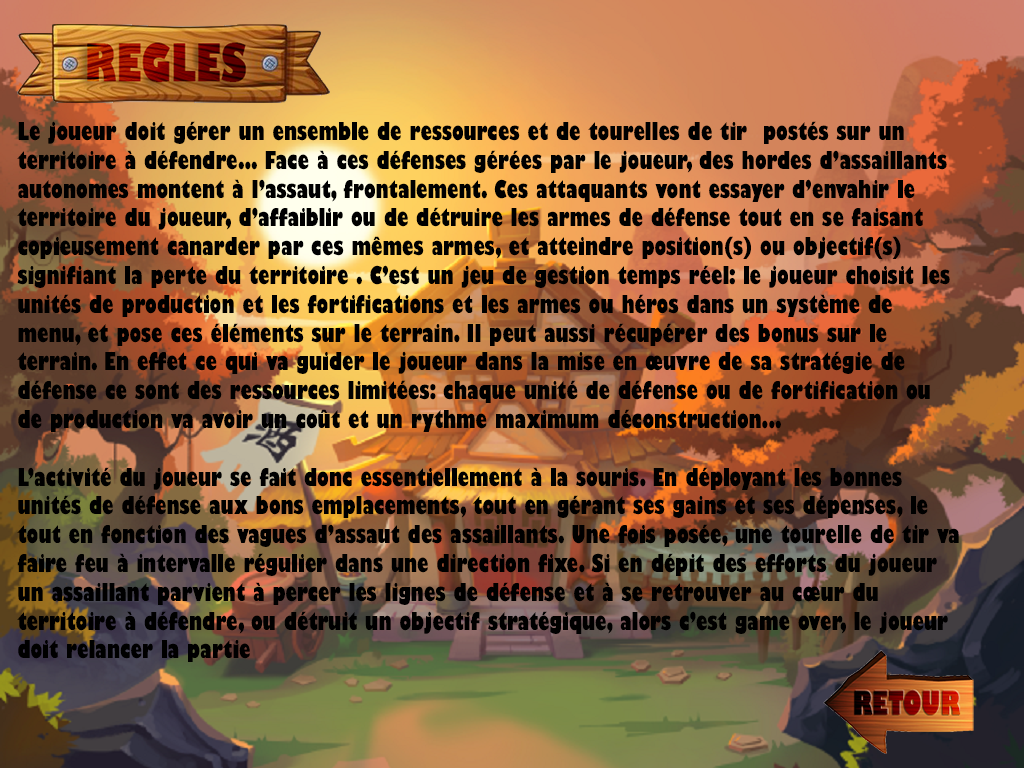 REGLES
Le joueur doit gérer un ensemble de ressources et de tourelles de tir postés sur un
territoire à défendre... Face à ces défenses gérées par le joueur, des hordes d'assaillants
autonomes montent à l'assaut, frontalement. Ces attaquants vont essayer d'envahir le
territoire du joueur, d'affaiblir ou de détruire les armes de défense tout en se faisant
copieusement canarder par ces mêmes armes, et atteindre position(s) ou objectif(s)
signifiant la perte du territoire . C'est un jeu de gestion temps réel: le joueur choisit les
unités de production et les fortifications et les armes ou héros dans un système de
menu, et pose ces éléments sur le terrain. Il peut aussi récupérer des bonus sur le
terrain. En effet ce qui va guider le joueur dans la mise en œuvre de sa stratégie de
défense ce sont des ressources limitées: chaque unité de défense ou de fortification ou
de production va avoir un coût et un rythme maximum déconstruction...
L'activité du joueur se fait donc essentiellement à la souris. En déployant les bonnes
unités de défense aux bons emplacements, tout en gérant ses gains et ses dépenses, le
tout en fonction des vagues d'assaut des assaillants. Une fois posée, une tourelle de tir va
faire feu à intervalle régulier dans une direction fixe. Si en dépit des efforts du joueur
un assaillant parvient à percer les lignes de défense et à se retrouver au cœur du
territoire à défendre, ou détruit un objectif stratégique, alors c'est game over, le joueur
doit relancer la partie
RETOUR